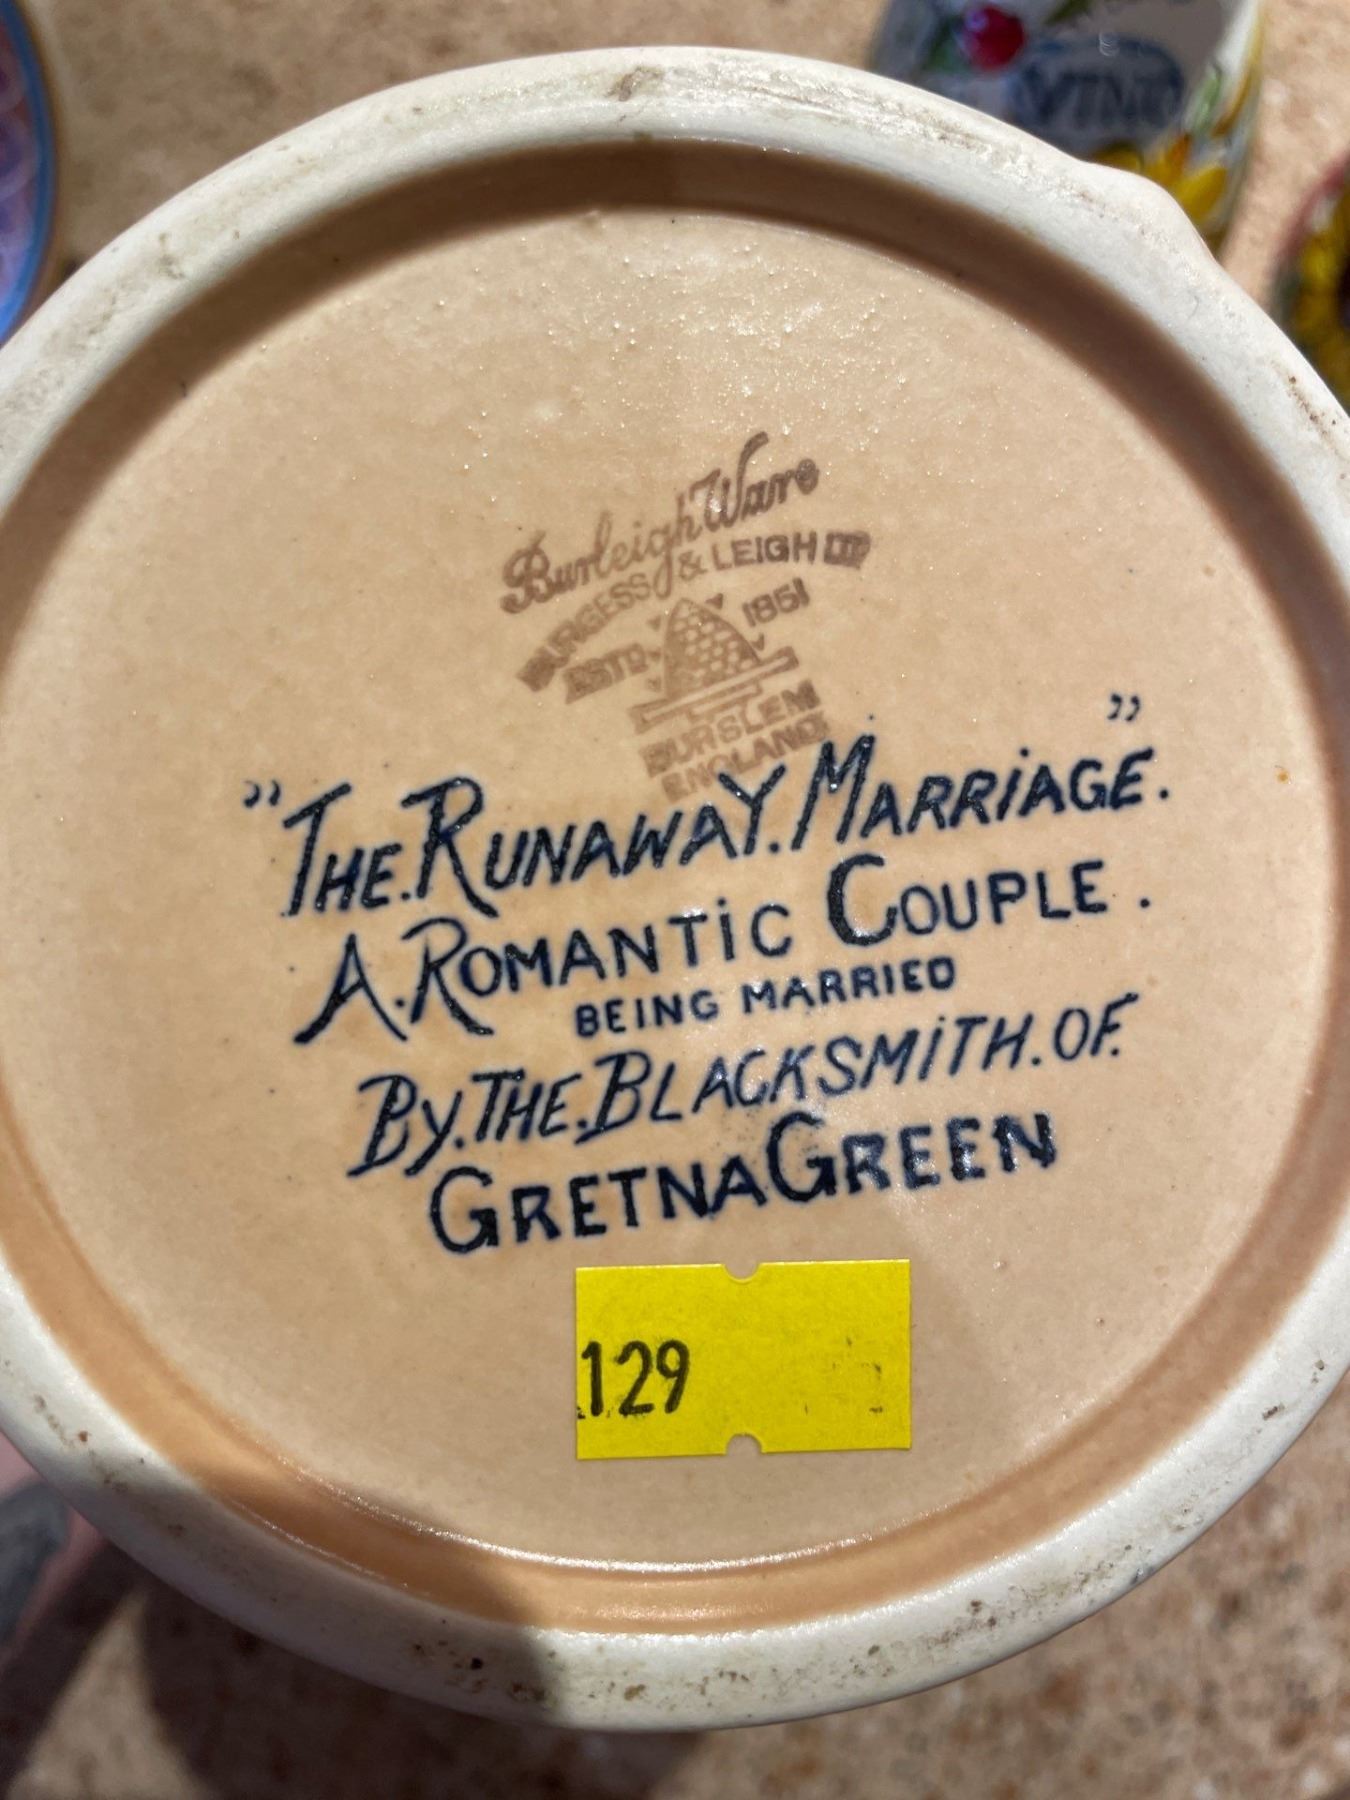 VINO
Burleigh Ware
BURGESS & LEIGH LTD
ESTD. 1851
BURSLEM
ENGLAND
"THE.RUNAWAY.MARRIAGE."
A.ROMANTIC COUPLE.
BEING MARRIED
BY.THE.BLACKSMITH.OF.
GRETNA GREEN
129